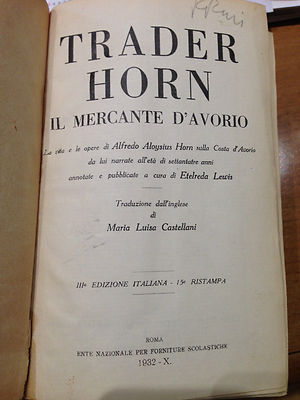 TRADER
HORN
IL MERCANTE D'AVORIO
La vita e le opere di Alfredo Aloysius Horn sulla Costa d'Avorio
da lui narrate all'età di settantatre anni
annotate e pubblicate a cura di Etelreda Lewis
Traduzione dall'inglese
di
Maria Luisa Castellani
IIIª EDIZIONE ITALIANA - 15ª RISTAMPA
ROMA
ENTE NAZIONALE PER FORNITURE SCOLASTICHE
1932 - X.